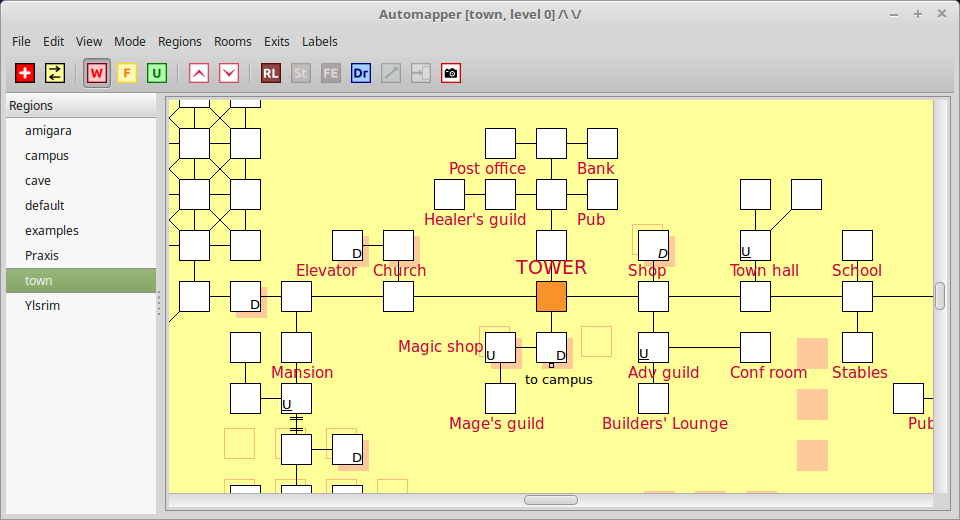 Automapper [town, level 0] /\ \/
File Edit View Mode Regions Rooms Exits Labels
W F U RL St FE Dr
Regions
amigara
campus
cave
default
examples
Praxis
town
Ylsrim
Post office Bank
Healer's guild Pub
D D U
Elevator Church TOWER Shop Town hall School
D
Magic shop U D U
Mansion to campus Adv guild Conf room Stables
U
Mage's guild Builders' Lounge Pub
D